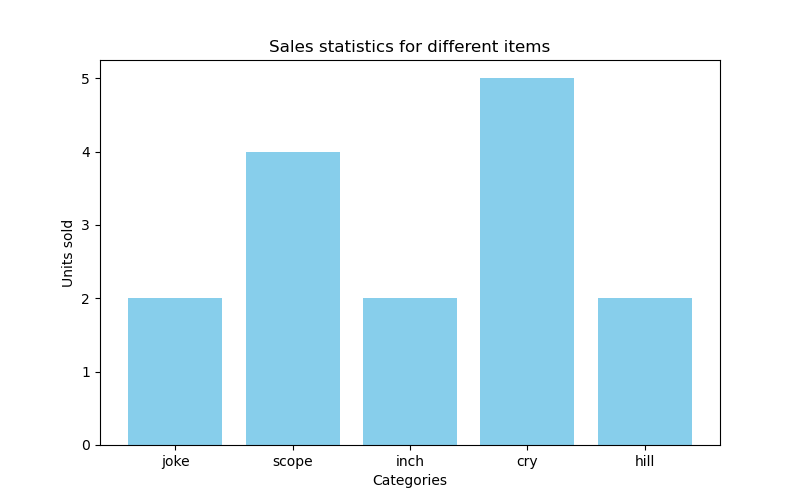 Sales statistics for different items
Units sold
5
4
3
2
1
0
joke scope inch cry hill
Categories